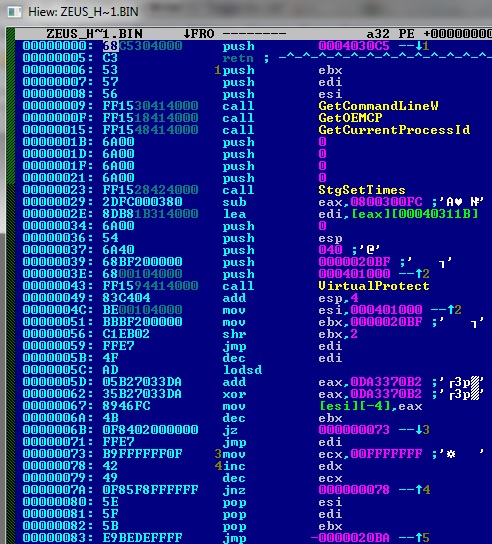 Hiew: ZEUS_H~1.BIN
ZEUS_H~1.BIN ↓FRO -------- a32 PE +00000000
00000000: 68C5304000 push 0004030C5 --↓1
00000005: C3 retn ; -^-^-^-^-^-^-^-^-^-^-^-^-^-
00000006: 53 1push ebx
00000007: 57 push edi
00000008: 56 push esi
00000009: FF1530414000 call GetCommandLineW
0000000F: FF1518414000 call GetOEMCP
00000015: FF1548414000 call GetCurrentProcessId
0000001B: 6A00 push 0
0000001D: 6A00 push 0
0000001F: 6A00 push 0
00000021: 6A00 push 0
00000023: FF1528424000 call StgSetTimes
00000029: 2DFC000380 sub eax,0800300FC ;'A♥ №'
0000002E: 8DB81B314000 lea edi,[eax][00040311B]
00000034: 6A00 push 0
00000036: 54 push esp
00000037: 6A40 push 040 ;'@'
00000039: 68BF200000 push 0000020BF ;' ┐'
0000003E: 6800104000 push 000401000 --↑2
00000043: FF1594414000 call VirtualProtect
00000049: 83C404 add esp,4
0000004C: BE00104000 mov esi,000401000 --↑2
00000051: BBBF200000 mov ebx,0000020BF ;' ┐'
00000056: C1EB02 shr ebx,2
00000059: FFE7 jmp edi
0000005B: 4F dec edi
0000005C: AD lodsd
0000005D: 05B27033DA add eax,0DA3370B2 ;'┌3p▓'
00000062: 35B27033DA xor eax,0DA3370B2 ;'┌3p▓'
00000067: 8946FC mov [esi][-4],eax
0000006A: 4B dec ebx
0000006B: 0F8402000000 jz 000000073 --↓3
00000071: FFE7 jmp edi
00000073: B9FFFFFF0F 3mov ecx,00FFFFFFF ;'☼ '
00000078: 42 4inc edx
00000079: 49 dec ecx
0000007A: 0F85F8FFFFFF jnz 000000078 --↑4
00000080: 5E pop esi
00000081: 5F pop edi
00000082: 5B pop ebx
00000083: E9BEDEFFFF jmp -0000020BA --↑5